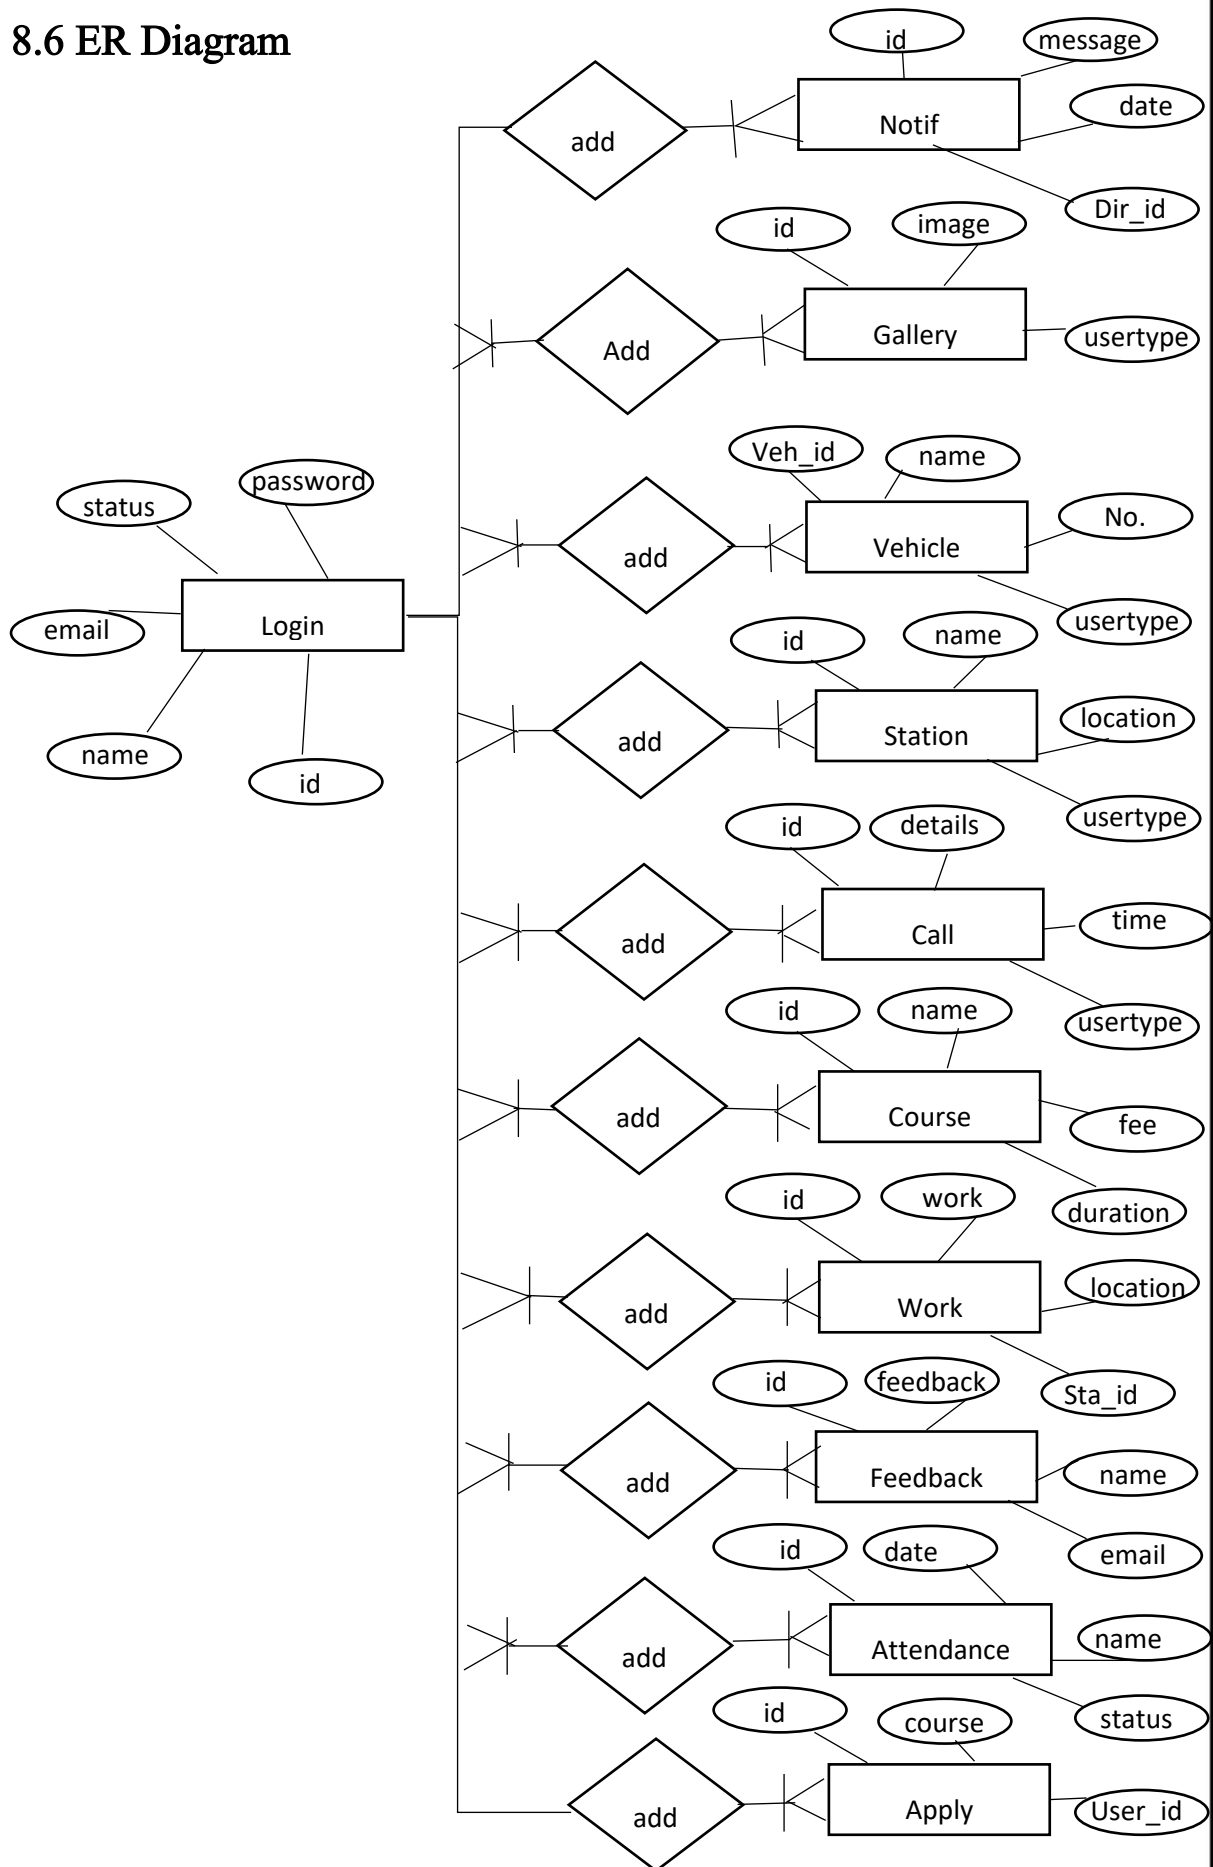 8.6 ER Diagram
id
message
add
Notif
date
Dir_id
id
image
Add
Gallery
usertype
Veh_id
name
add
Vehicle
No.
usertype
status
password
email
Login
name
id
id
name
add
Station
location
usertype
id
details
add
Call
time
usertype
id
name
add
Course
fee
duration
id
work
add
Work
location
Sta_id
id
feedback
add
Feedback
name
email
id
date
add
Attendance
name
status
id
course
add
Apply
User_id